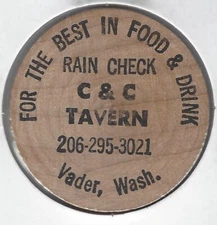 FOR THE BEST IN FOOD & DRINK
RAIN CHECK
C & C
TAVERN
206-295-3021
Vader, Wash.